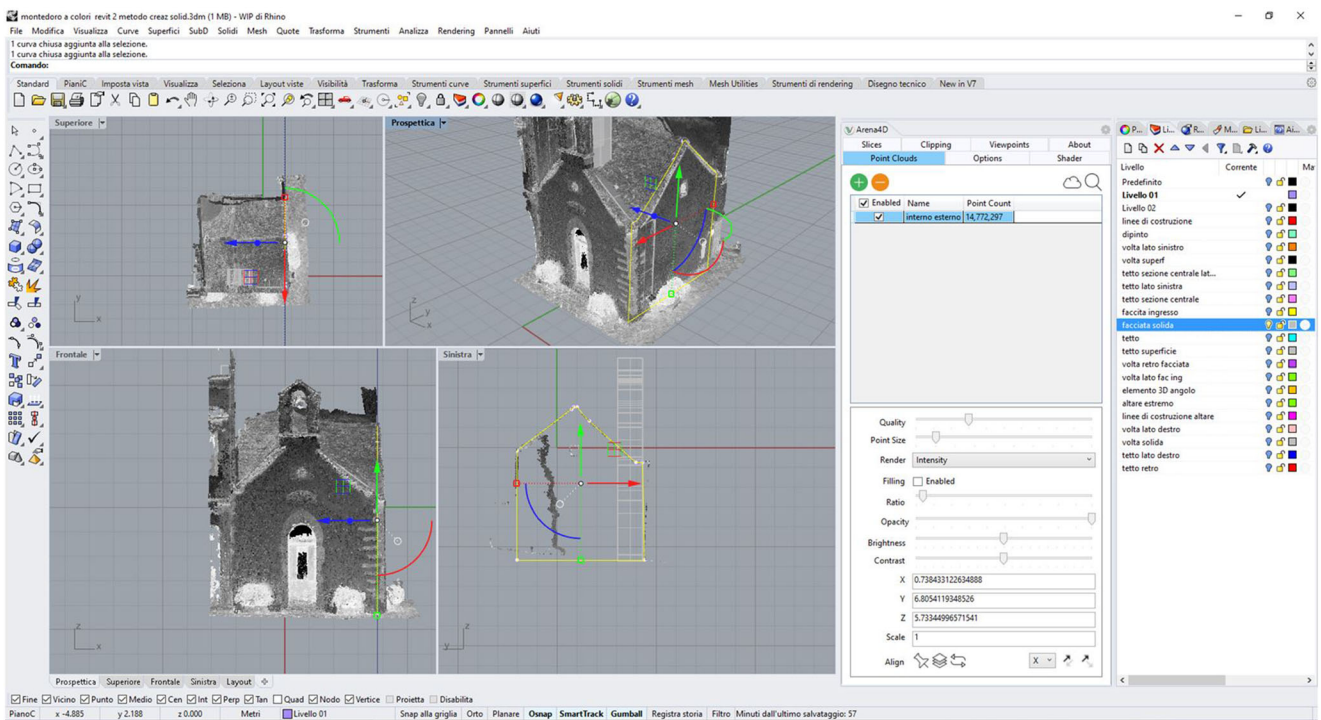 montedoro a colori revit 2 metodo creaz solid.3dm (1 MB) - WIP di Rhino
File Modifica Visualizza Curve Superfici SubD Solidi Mesh Quote Trasforma Strumenti Analizza Rendering Pannelli Aiuti
1 curva chiusa aggiunta alla selezione.
1 curva chiusa aggiunta alla selezione.
Comando:
Standard PianiC Imposta vista Visualizza Seleziona Layout viste Visibilità Trasforma Strumenti curve Strumenti superfici Strumenti solidi Strumenti mesh Mesh Utilities Strumenti di rendering Disegno tecnico New in V7
Superiore
y
x
Prospettica
z
y
x
Frontale
z
x
Sinistra
z
y
Arena4D
Slices Clipping Viewpoints About
Point Clouds Options Shader
Enabled Name Point Count
interno esterno 14,772,297
Quality
Point Size
Render Intensity
Filling Enabled
Ratio
Opacity
Brightness
Contrast
X 0.738433122634888
Y 6.8054119348526
Z 5.73344996571541
Scale 1
Align X
P... Li... R... M... Li... Ai...
Livello Corrente Ma
Predefinito
Livello 01
Livello 02
linee di costruzione
dipinto
volta lato sinistro
volta superf
tetto sezione centrale lat...
tetto lato sinistra
tetto sezione centrale
faccita ingresso
facciata solida
tetto
tetto superficie
volta retro facciata
volta lato fac ing
elemento 3D angolo
altare estremo
linee di costruzione altare
volta lato destro
volta solida
tetto lato destro
tetto retro
Prospettica Superiore Frontale Sinistra Layout
Fine Vicino Punto Medio Cen Int Perp Tan Quad Nodo Vertice Proietta Disabilita
PianoC x -4.885 y 2.188 z 0.000 Metri Livello 01 Snap alla griglia Orto Planare Osnap SmartTrack Gumball Registra storia Filtro Minuti dall'ultimo salvataggio: 57